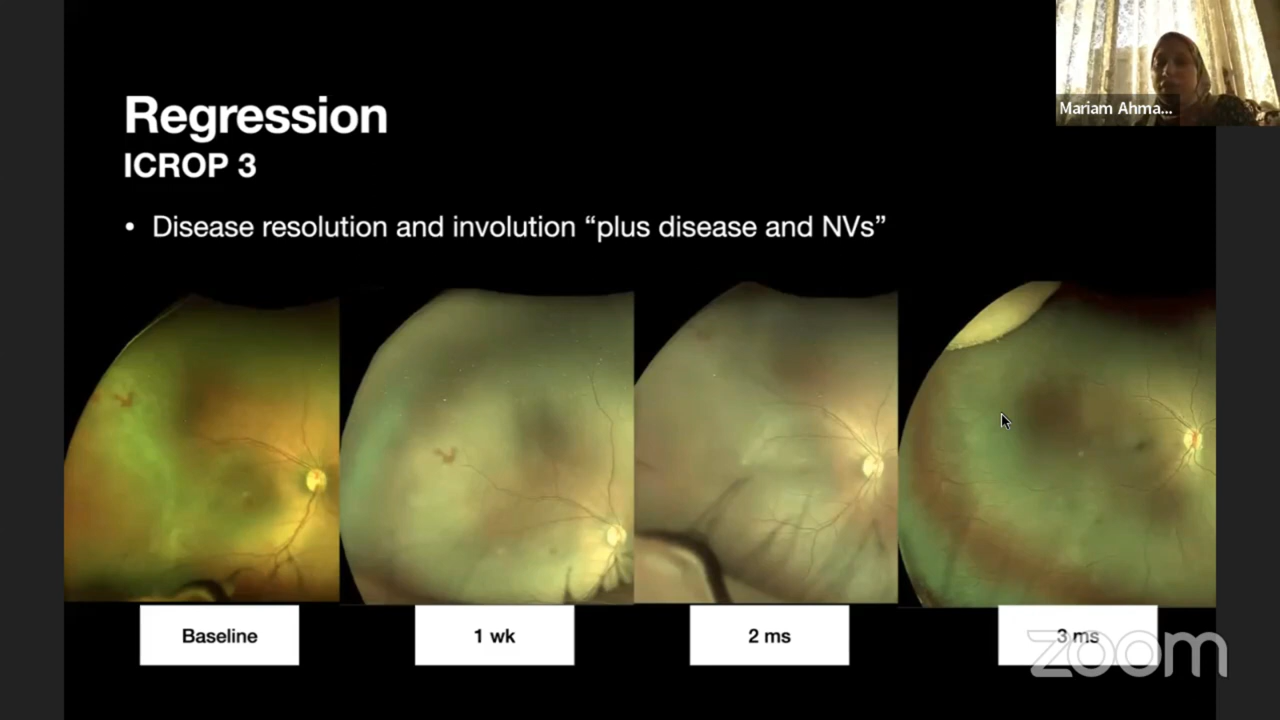 Mariam Ahma...
Regression
ICROP 3
• Disease resolution and involution “plus disease and NVs”
Baseline
1 wk
2 ms
3 ms
zoom